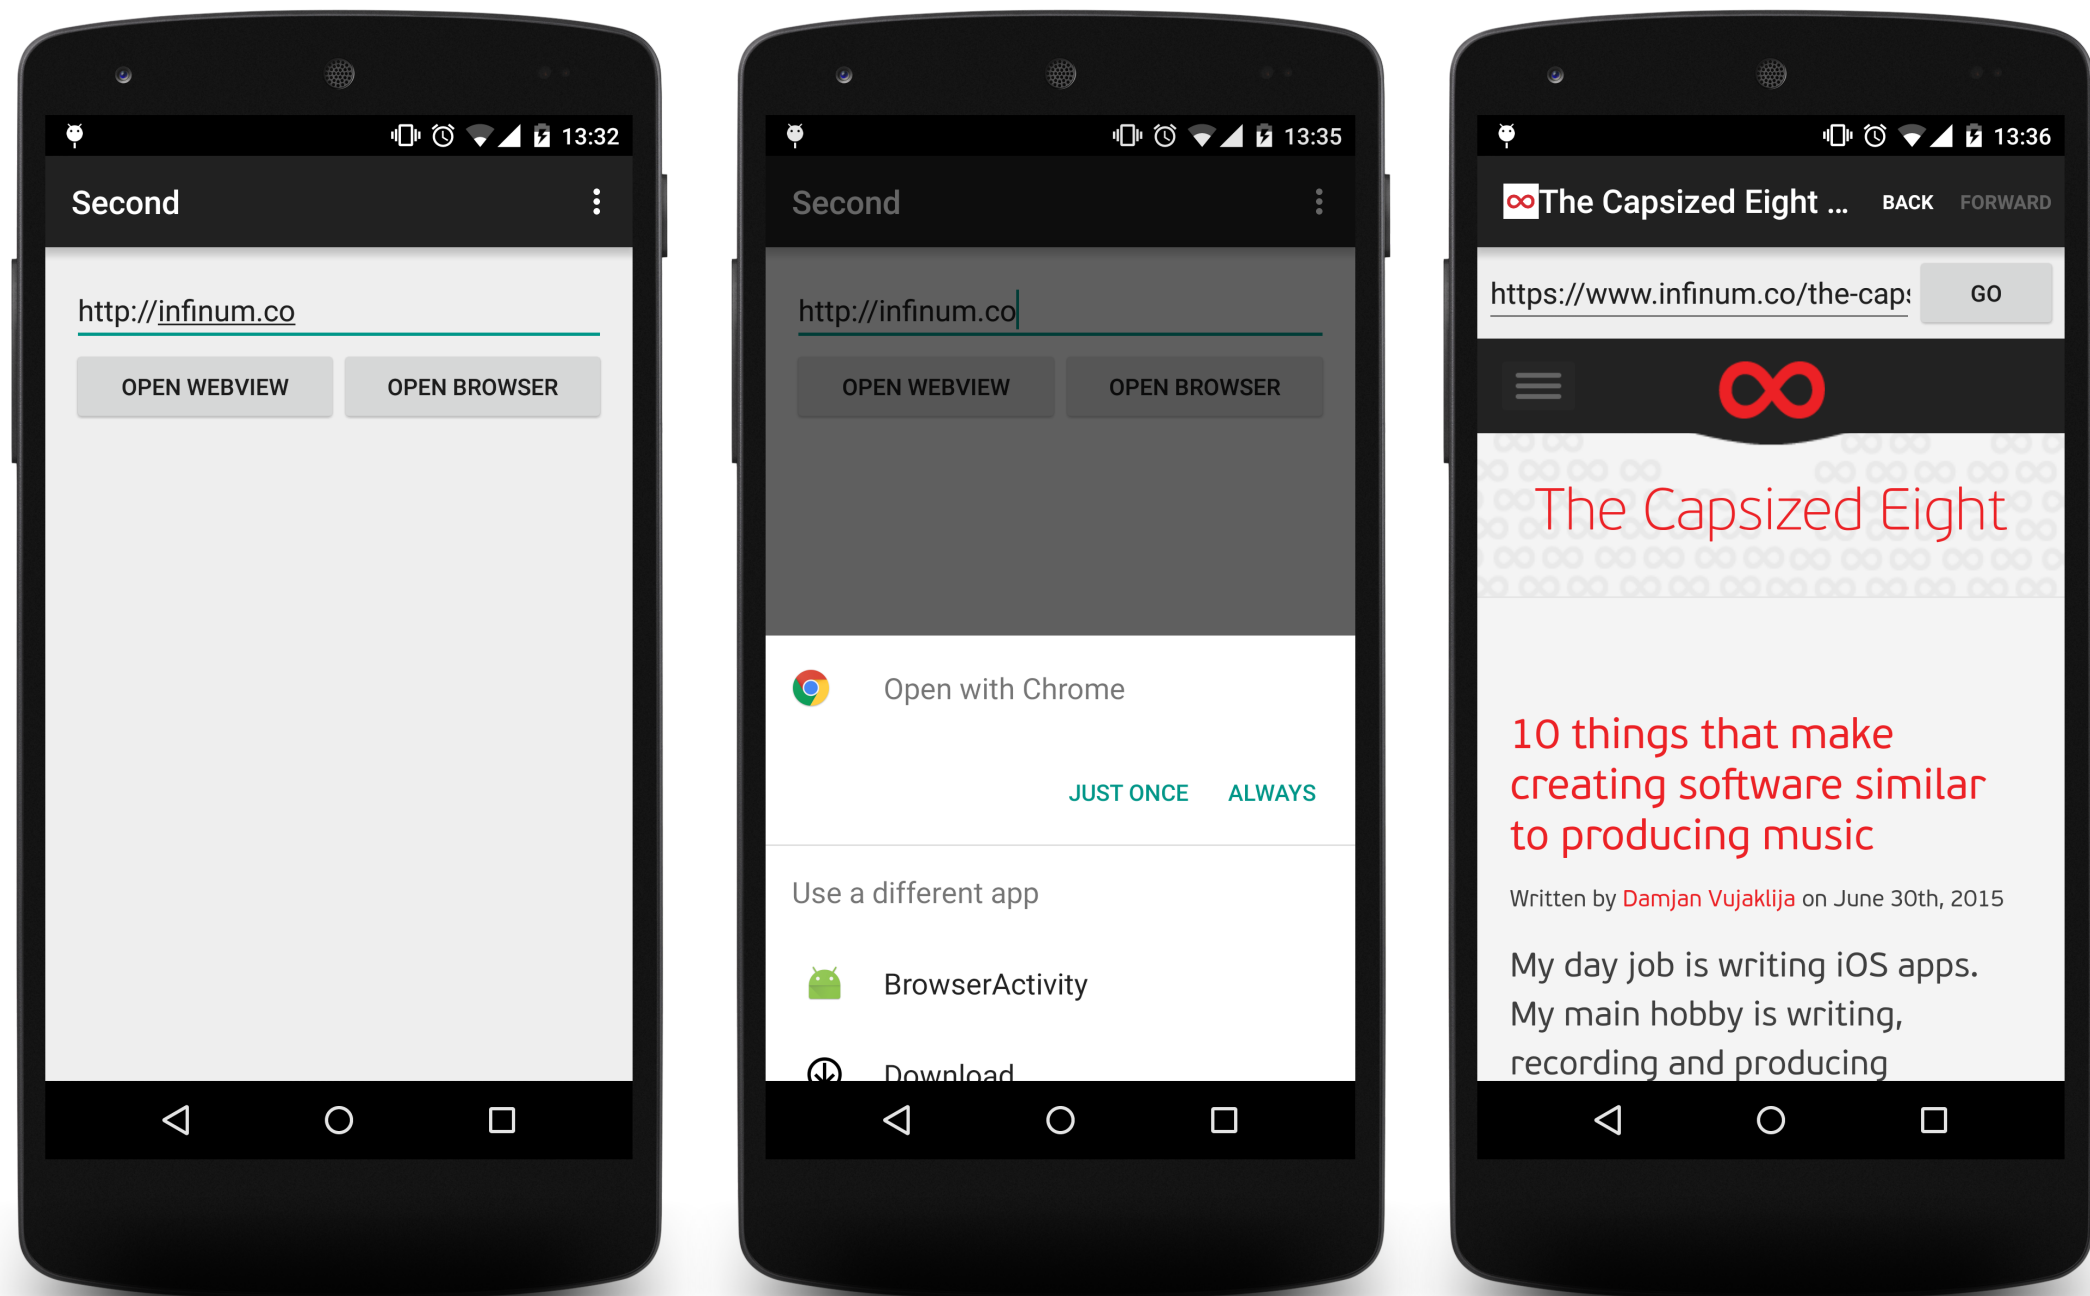 13:32
Second
http://infinum.co
OPEN WEBVIEW OPEN BROWSER
13:35
Second
http://infinum.co
OPEN WEBVIEW OPEN BROWSER
Open with Chrome
JUST ONCE ALWAYS
Use a different app
BrowserActivity
Download
13:36
The Capsized Eight ... BACK FORWARD
https://www.infinum.co/the-caps GO
The Capsized Eight
10 things that make
creating software similar
to producing music
Written by Damjan Vujaklija on June 30th, 2015
My day job is writing iOS apps.
My main hobby is writing,
recording and producing